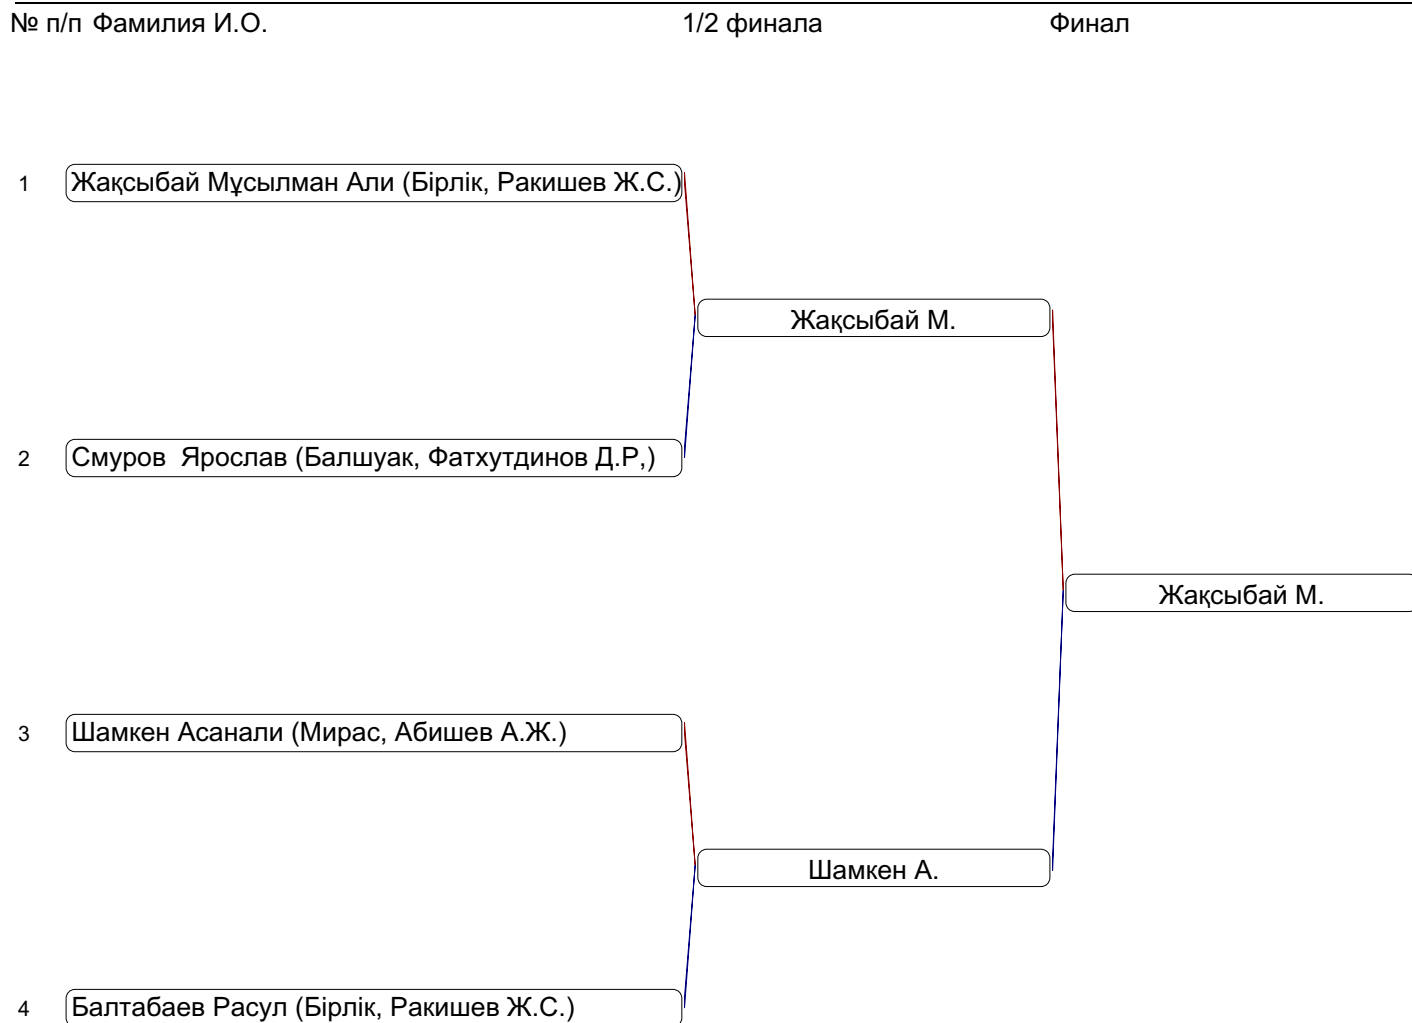 № п/п Фамилия И.О. 1/2 финала Финал
1 Жақсыбай Мұсылман Али (Бірлік, Ракишев Ж.С.)
Жақсыбай М.
2 Смуров Ярослав (Балшуак, Фатхутдинов Д.Р,)
Жақсыбай М.
3 Шамкен Асанали (Мирас, Абишев А.Ж.)
Шамкен А.
4 Балтабаев Расул (Бірлік, Ракишев Ж.С.)